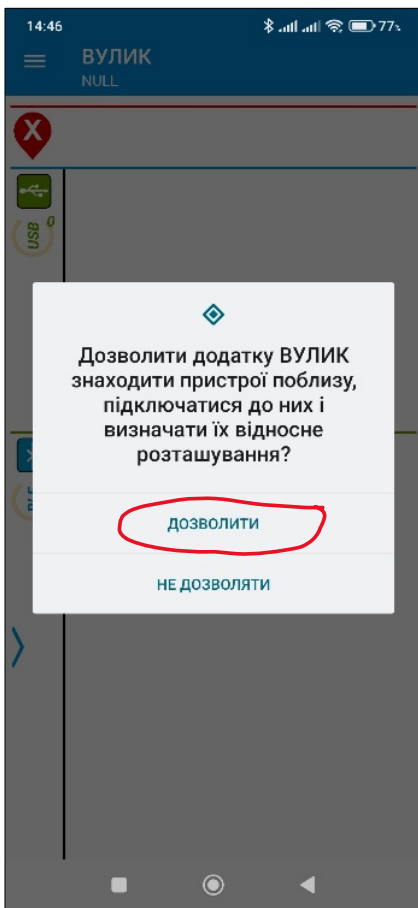 14:46
77%
ВУЛИК
NULL
X
USB
0
Дозволити додатку ВУЛИК
знаходити пристрої поблизу,
підключатися до них і
визначати їх відносне
розташування?
ДОЗВОЛИТИ
НЕ ДОЗВОЛЯТИ